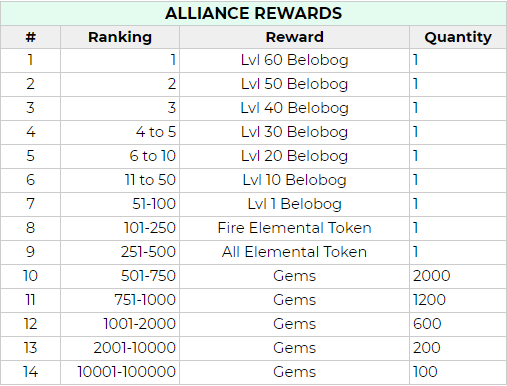 ALLIANCE REWARDS
# Ranking Reward Quantity
1 1 Lvl 60 Belobog 1
2 2 Lvl 50 Belobog 1
3 3 Lvl 40 Belobog 1
4 4 to 5 Lvl 30 Belobog 1
5 6 to 10 Lvl 20 Belobog 1
6 11 to 50 Lvl 10 Belobog 1
7 51-100 Lvl 1 Belobog 1
8 101-250 Fire Elemental Token 1
9 251-500 All Elemental Token 1
10 501-750 Gems 2000
11 751-1000 Gems 1200
12 1001-2000 Gems 600
13 2001-10000 Gems 200
14 10001-100000 Gems 100